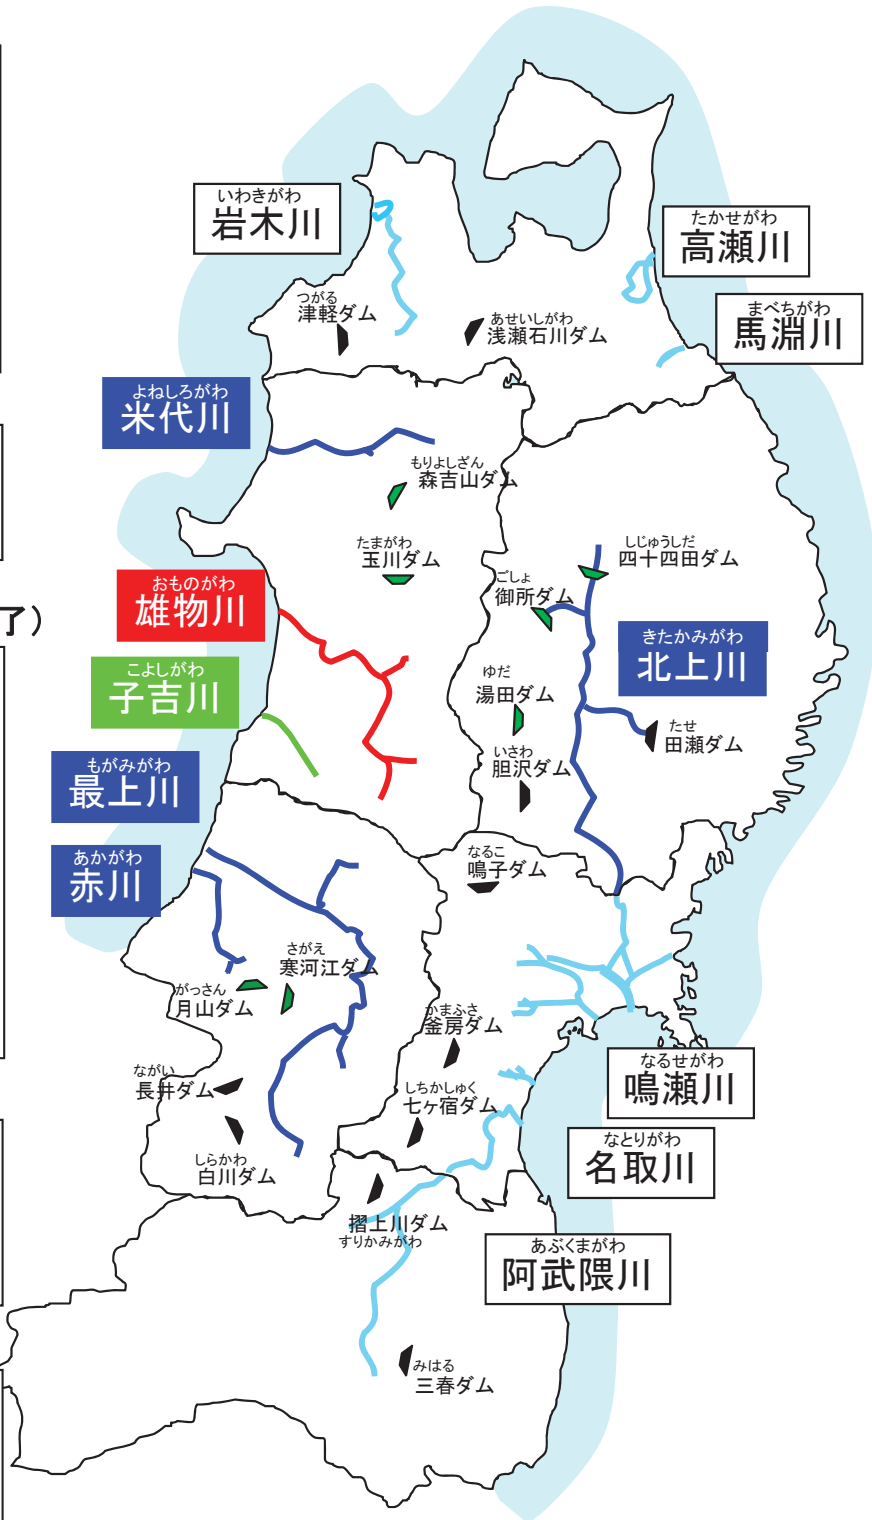 いわきがわ
岩木川
たかせがわ
高瀬川
つがる
津軽ダム
あせいしがわ
浅瀬石川ダム
まべちがわ
馬淵川
よねしろがわ
米代川
もりよしざん
森吉山ダム
たまがわ
玉川ダム
しじゅうしだ
四十四田ダム
ごしょ
御所ダム
おものがわ
雄物川
了）
きたかみがわ
北上川
こよしがわ
子吉川
ゆだ
湯田ダム
たせ
田瀬ダム
いさわ
胆沢ダム
もがみがわ
最上川
あかがわ
赤川
なるこ
鳴子ダム
さがえ
寒河江ダム
がっさん
月山ダム
かまふさ
釜房ダム
ながい
長井ダム
しちかしゅく
七ヶ宿ダム
なるせがわ
鳴瀬川
なとりがわ
名取川
しらかわ
白川ダム
摺上川ダム
すりかみがわ
あぶくまがわ
阿武隈川
みはる
三春ダム